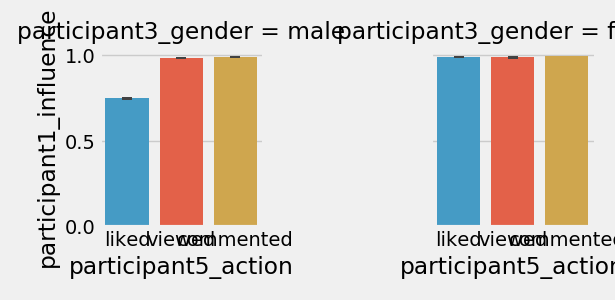 participant3_gender = male
participant3_gender = f
participant1_influence
1.0
0.5
0.0
liked viewed commented
liked viewed commented
participant5_action
participant5_action